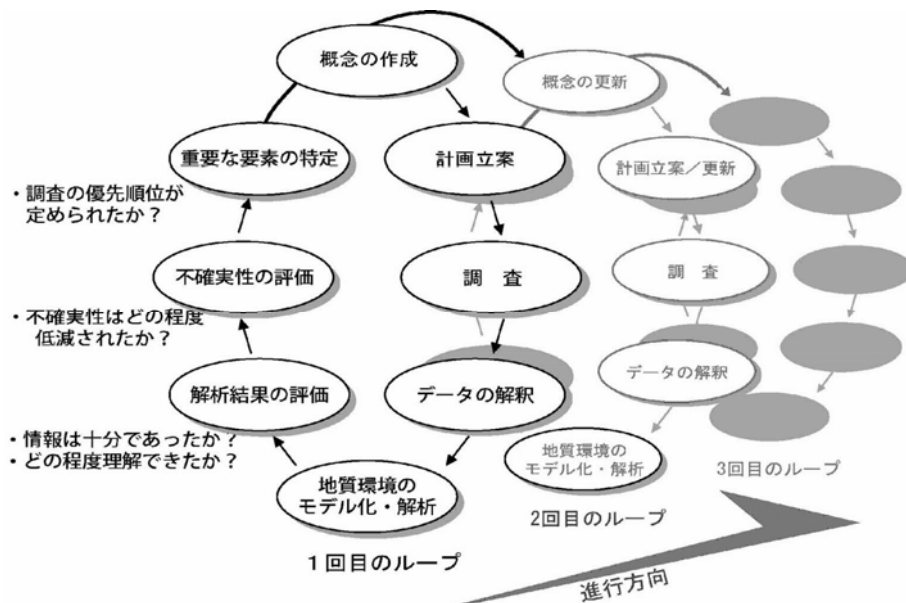 概念の作成
概念の更新
重要な要素の特定
計画立案
計画立案／更新
・調査の優先順位が
定められたか？
不確実性の評価
調　査
調　査
・不確実性はどの程度
低減されたか？
解析結果の評価
データの解釈
データの解釈
・情報は十分であったか？
・どの程度理解できたか？
地質環境の
モデル化・解析
地質環境の
モデル化・解析
3回目のループ
2回目のループ
1回目のループ
進行方向